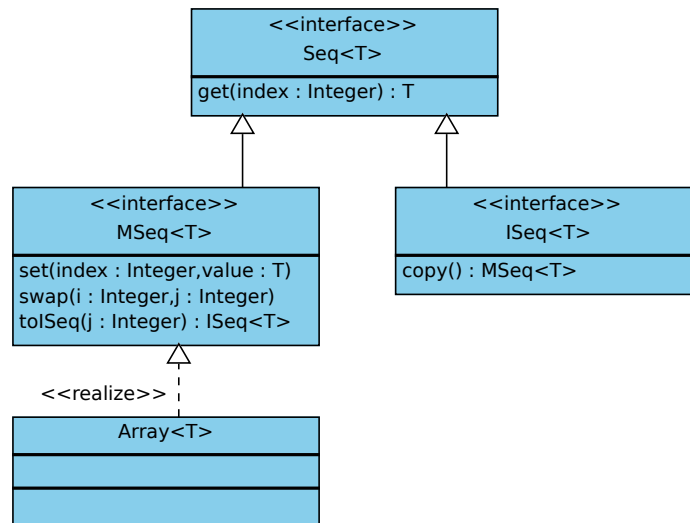 <<interface>>
Seq<T>
get(index : Integer) : T
<<interface>>
MSeq<T>
set(index : Integer,value : T)
swap(i : Integer,j : Integer)
toISeq(j : Integer) : ISeq<T>
<<interface>>
ISeq<T>
copy() : MSeq<T>
<<realize>>
Array<T>